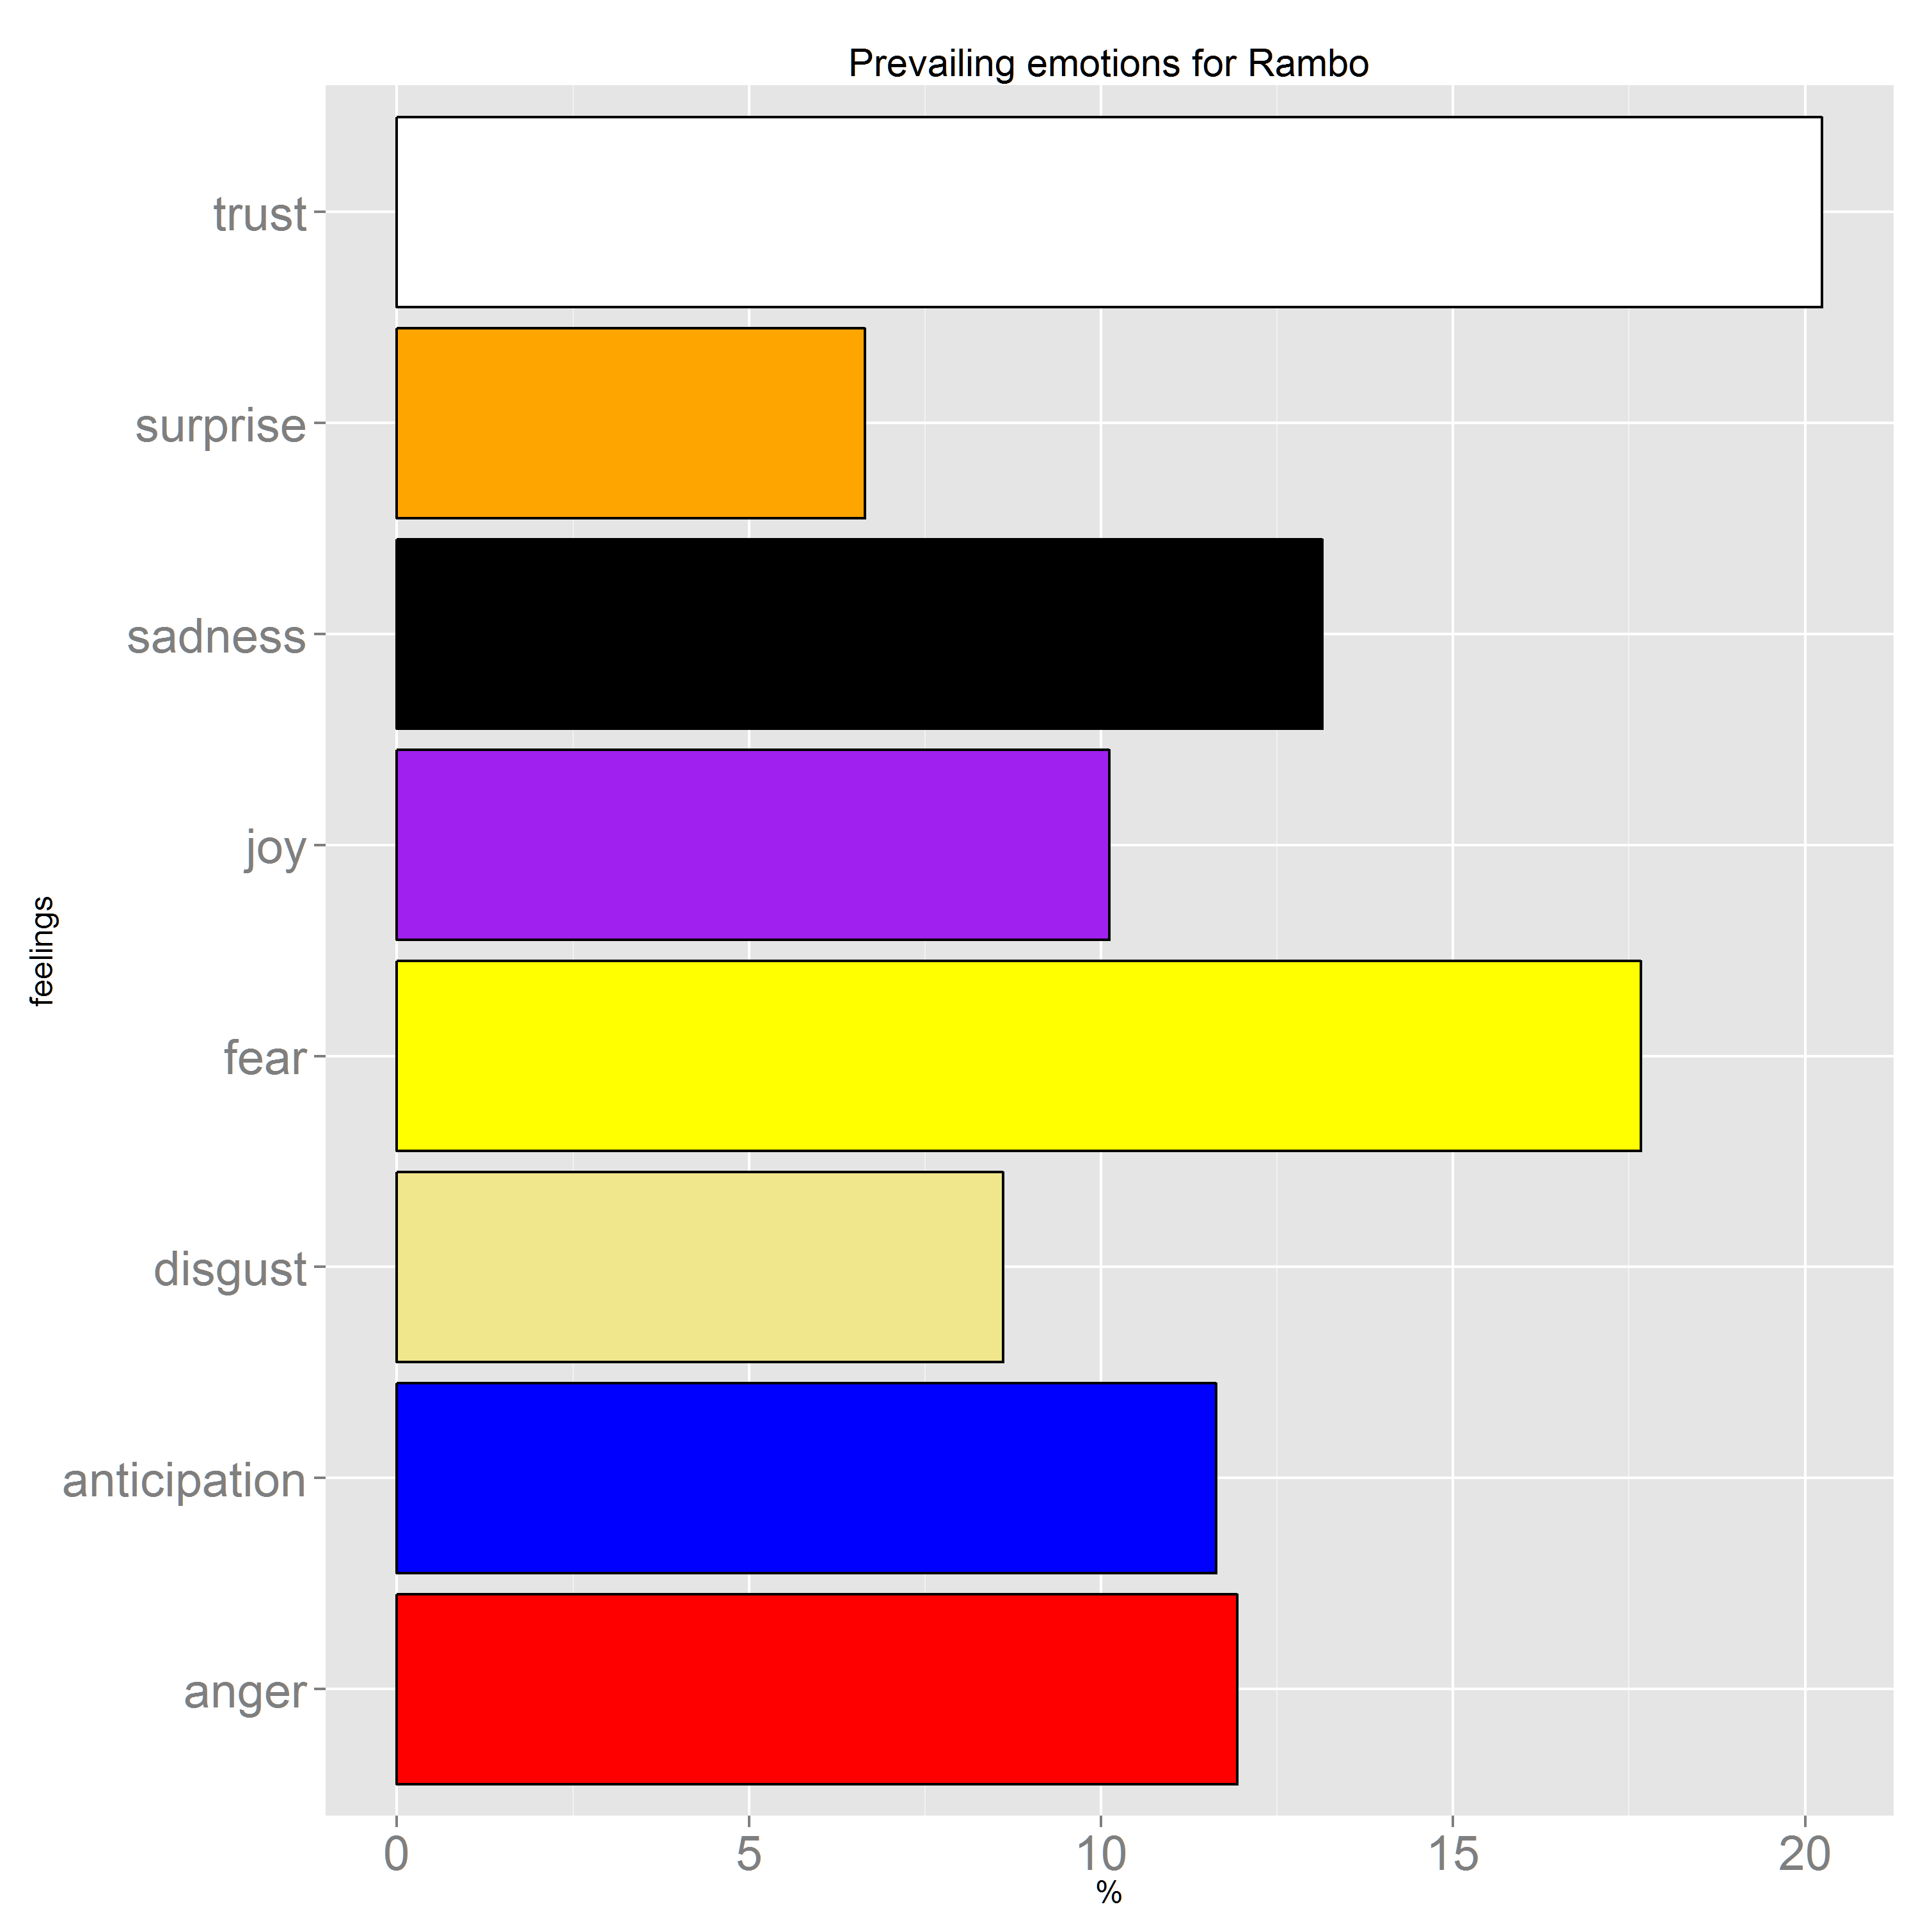 Prevailing emotions for Rambo
trust
surprise
sadness
joy
feelings
fear
disgust
anticipation
anger
0 5 10 15 20
%